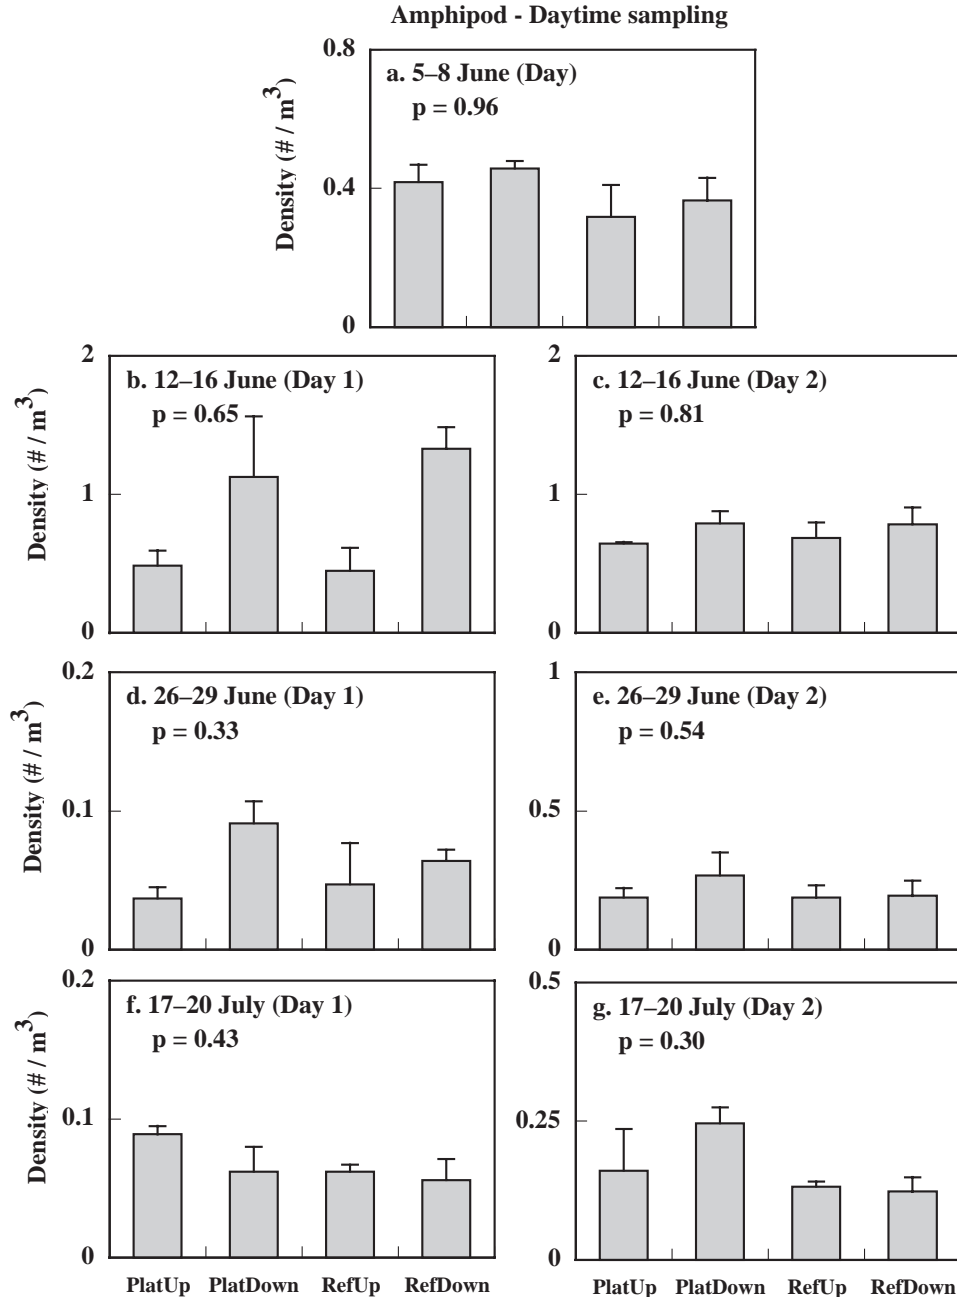 Amphipod - Daytime sampling
Density (# / m3)
0.8
0.4
0
a. 5–8 June (Day)
p = 0.96
Density (# / m3)
2
1
0
b. 12–16 June (Day 1)
p = 0.65
2
1
0
c. 12–16 June (Day 2)
p = 0.81
Density (# / m3)
0.2
0.1
0
d. 26–29 June (Day 1)
p = 0.33
1
0.5
0
e. 26–29 June (Day 2)
p = 0.54
Density (# / m3)
0.2
0.1
0
f. 17–20 July (Day 1)
p = 0.43
0.5
0.25
0
g. 17–20 July (Day 2)
p = 0.30
PlatUp PlatDown RefUp RefDown
PlatUp PlatDown RefUp RefDown